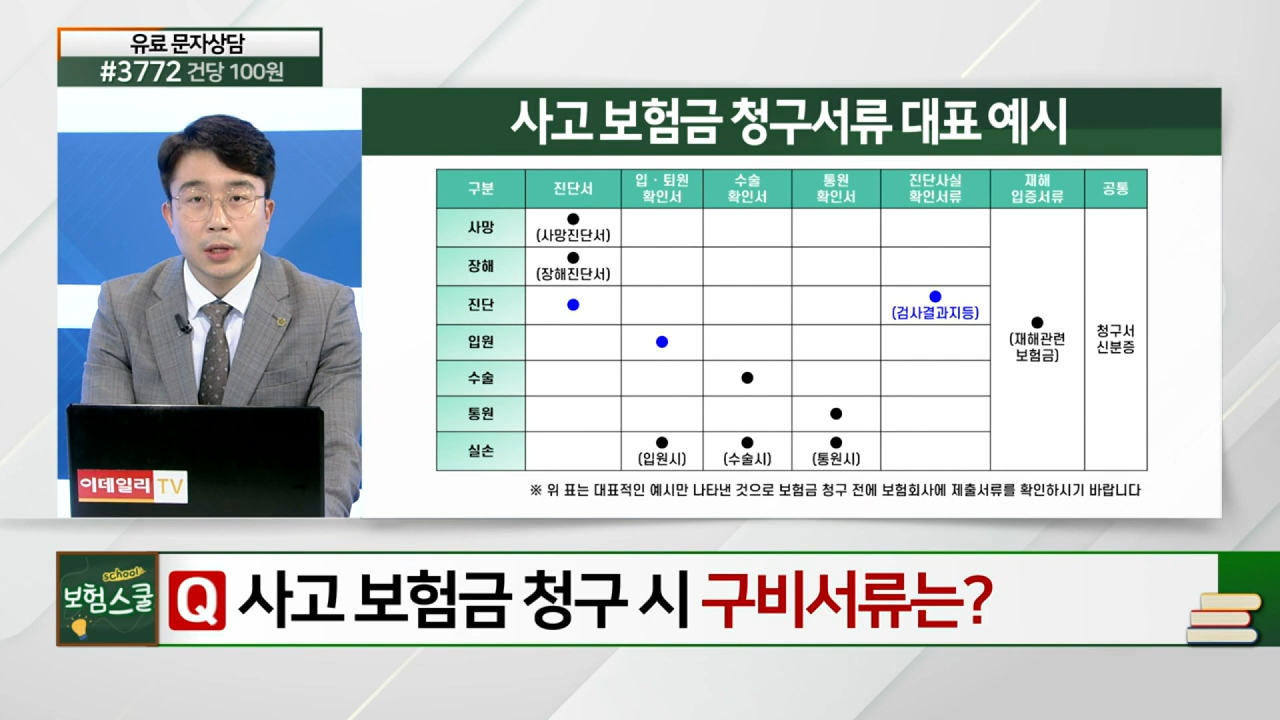 유료 문자상담
#3772 건당 100원
사고 보험금 청구서류 대표 예시
구분 진단서 입·퇴원 확인서 수술 확인서 통원 확인서 진단사실 확인서류 재해 입증서류 공통
사망 ● (사망진단서)
장해 ● (장해진단서)
진단 ● ● (검사결과지등)
입원 ●
수술 ●
통원 ●
실손 ● (입원시) ● (수술시) ● (통원시)
● (재해관련 보험금)
청구서 신분증
※ 위 표는 대표적인 예시만 나타낸 것으로 보험금 청구 전에 보험회사에 제출서류를 확인하시기 바랍니다
이데일리 TV
school
보험스쿨
Q 사고 보험금 청구 시 구비서류는?